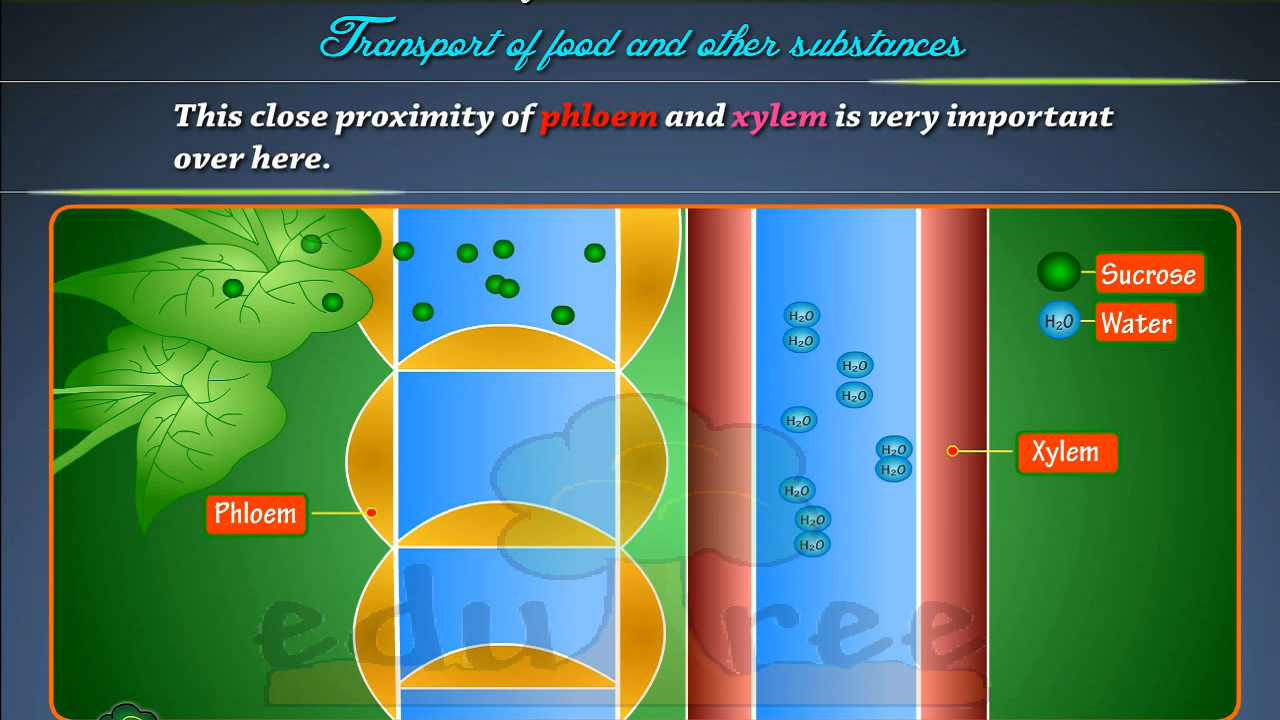 Transport of food and other substances
This close proximity of phloem and xylem is very important
over here.
Sucrose
H₂O Water
H₂O
H₂O
H₂O
H₂O
H₂O
H₂O
H₂O
H₂O
H₂O
H₂O
Xylem
Phloem
edutree